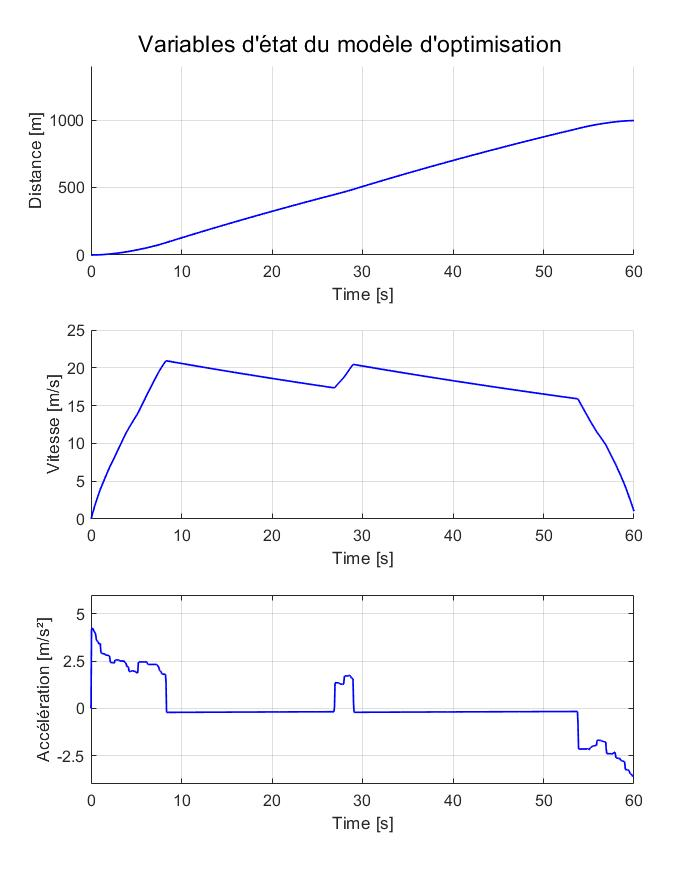 Variables d'état du modèle d'optimisation
Distance [m]
1000
500
0
0 10 20 30 40 50 60
Time [s]
Vitesse [m/s]
25
20
15
10
5
0
0 10 20 30 40 50 60
Time [s]
Accélération [m/s²]
5
2.5
0
-2.5
0 10 20 30 40 50 60
Time [s]